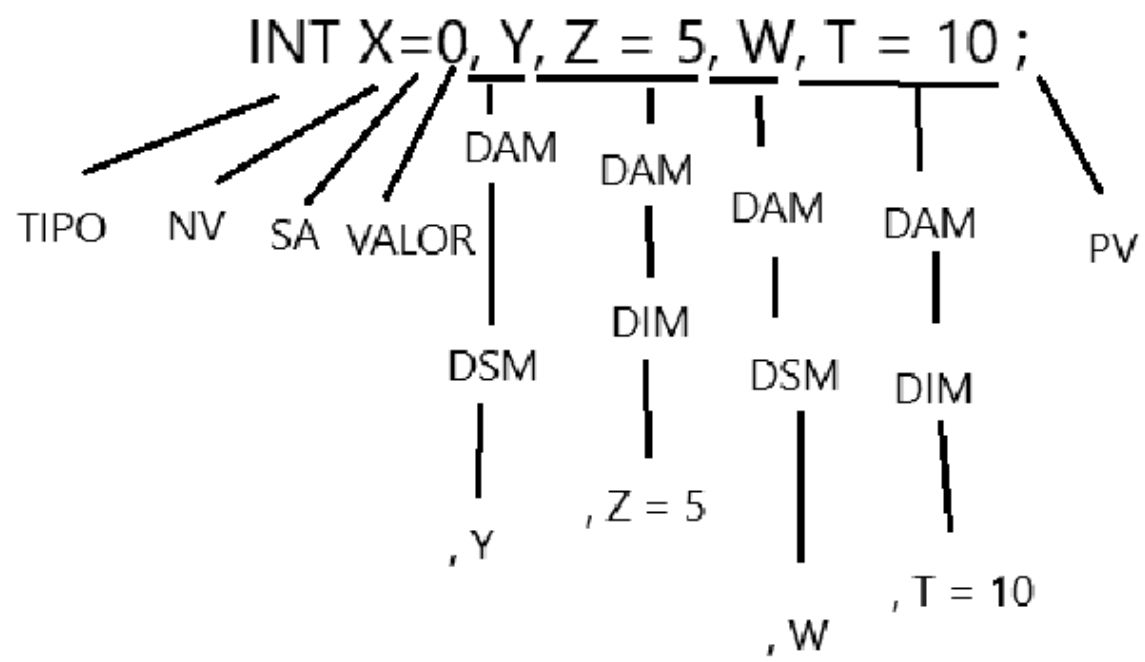 INT X=0, Y, Z = 5, W, T = 10 ;
DAM
DAM
DAM
DAM
TIPO
NV
SA
VALOR
PV
DIM
DSM
DSM
DIM
, Z = 5
, Y
, T = 10
, W